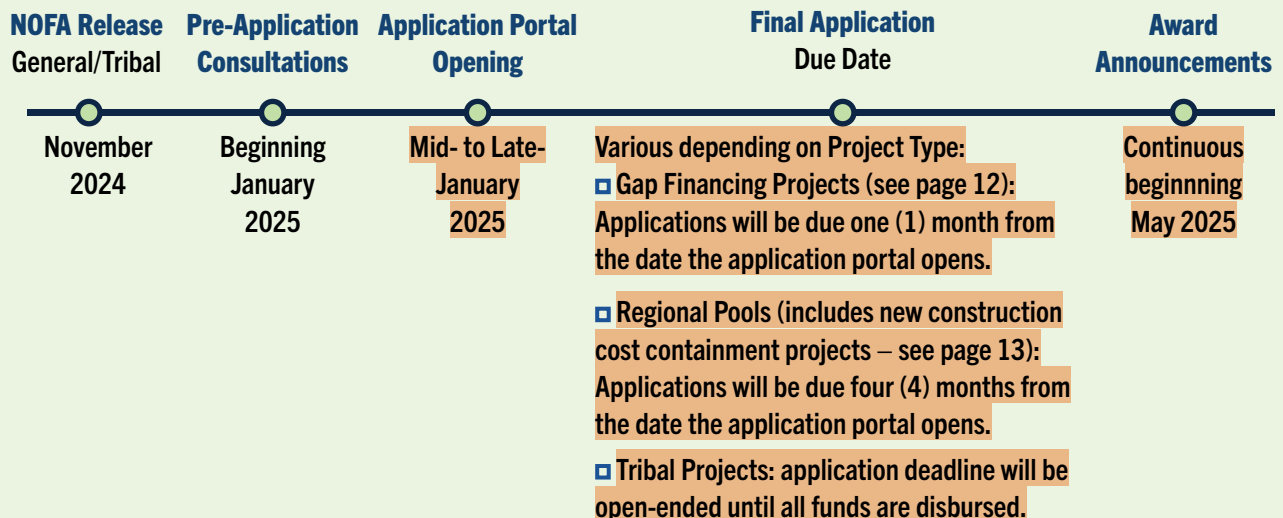 NOFA Release
General/Tribal
Pre-Application
Consultations
Application Portal
Opening
Final Application
Due Date
Award
Announcements
November
2024
Beginning
January
2025
Mid- to Late-
January
2025
Various depending on Project Type:
Gap Financing Projects (see page 12):
Applications will be due one (1) month from
the date the application portal opens.
Regional Pools (includes new construction
cost containment projects – see page 13):
Applications will be due four (4) months from
the date the application portal opens.
Tribal Projects: application deadline will be
open-ended until all funds are disbursed.
Continuous
beginnning
May 2025